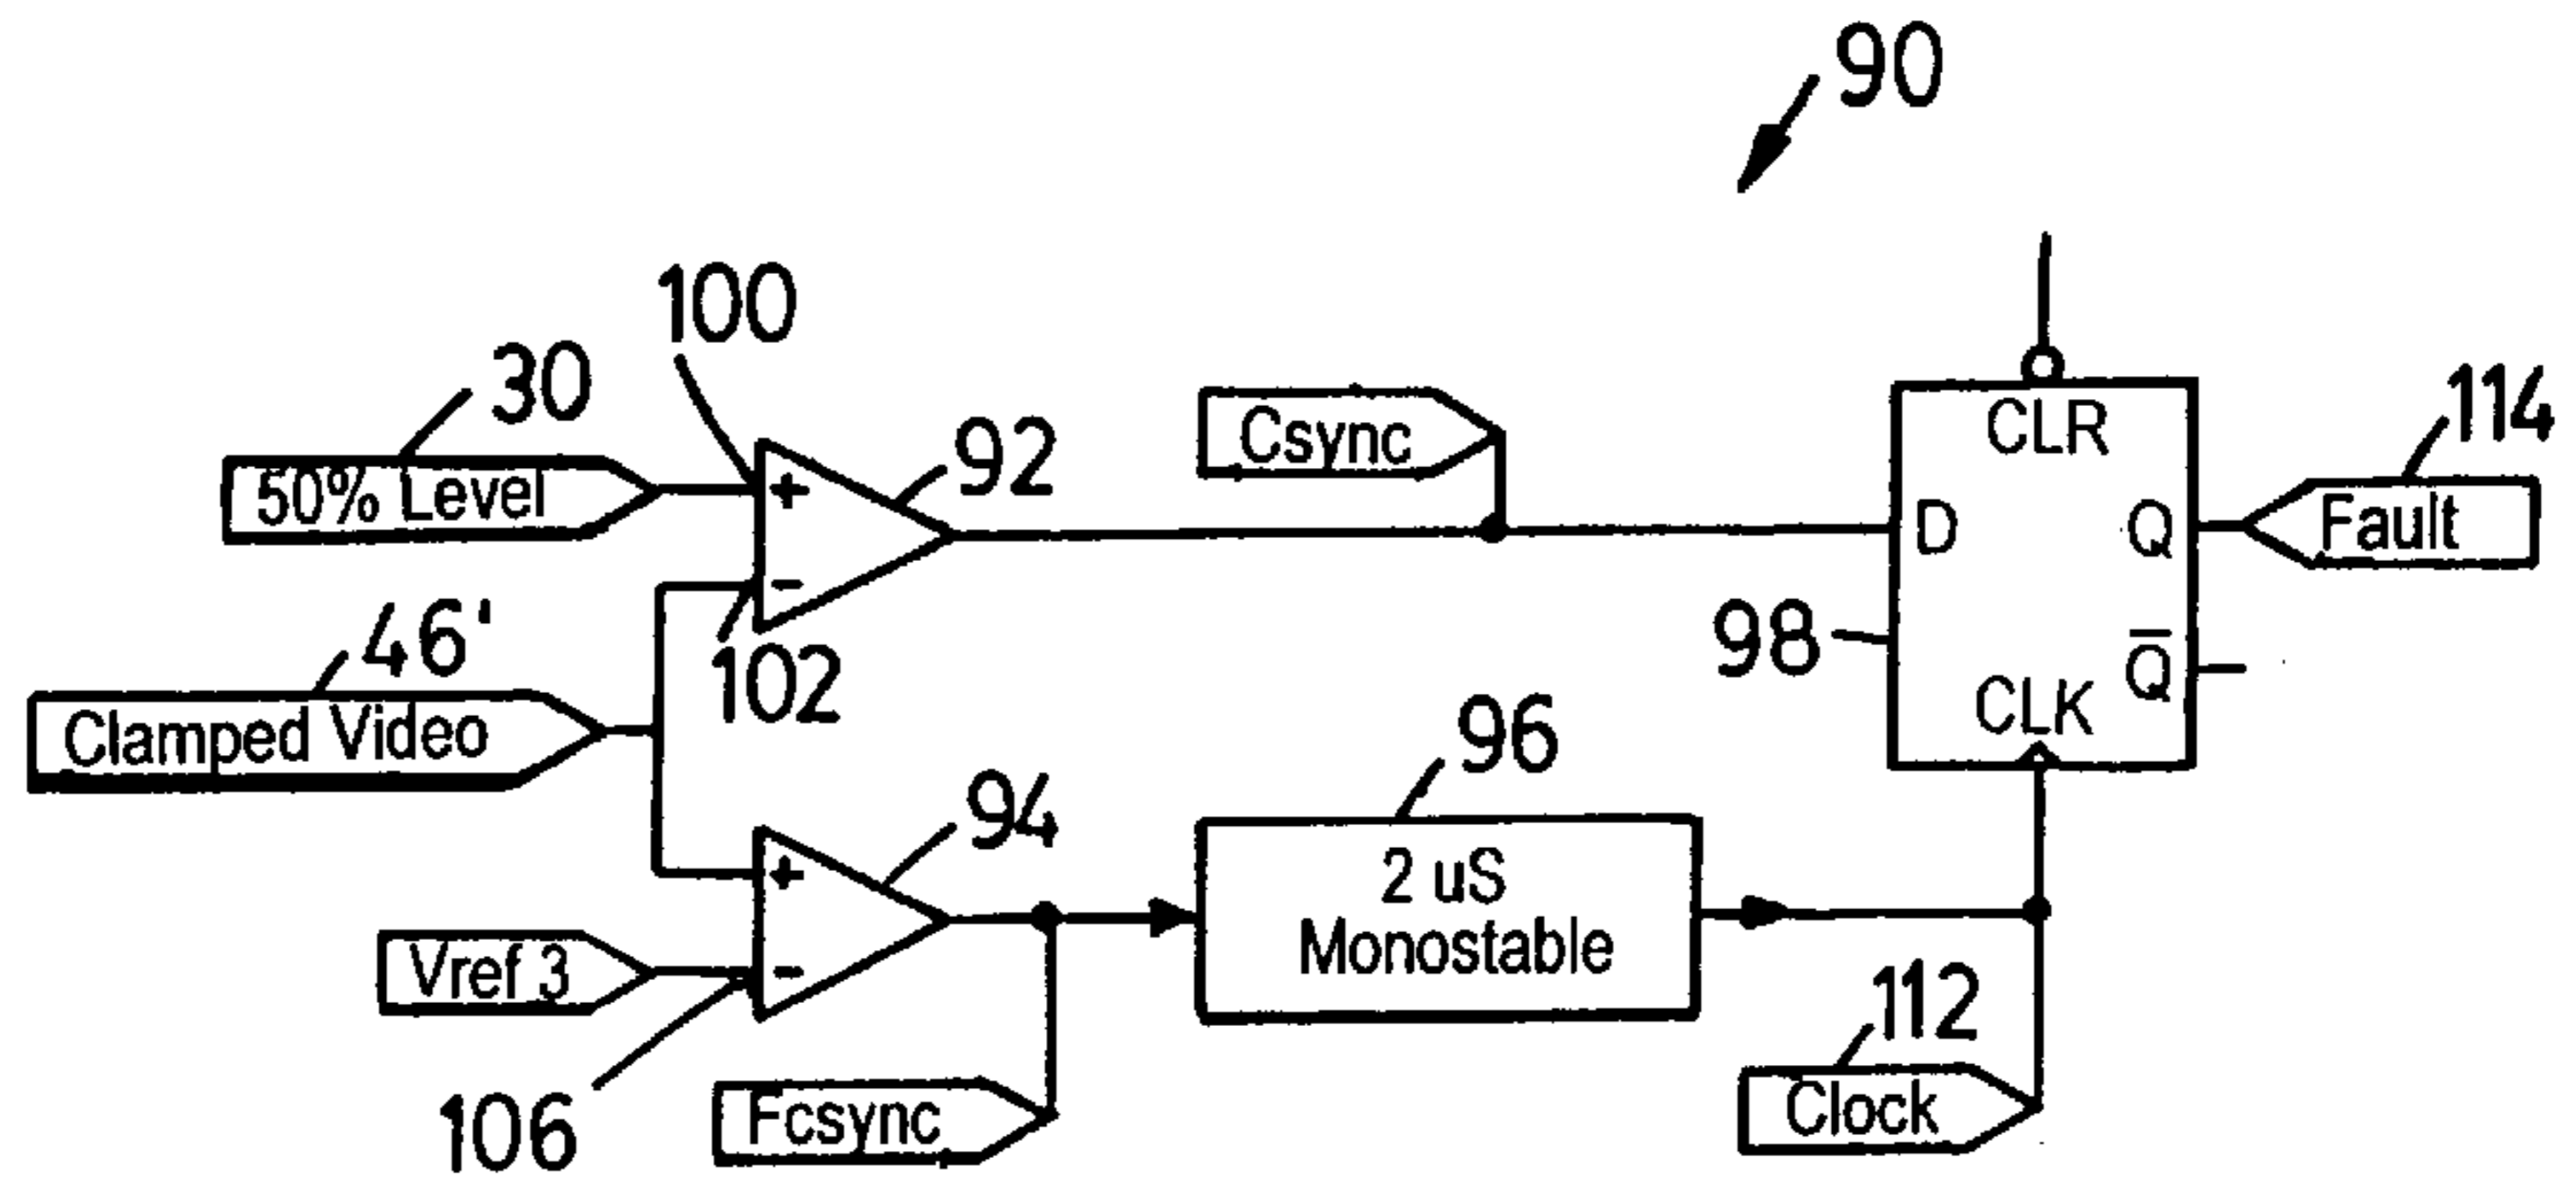 90
100
30
92
Csync
114
50% Level
+
CLR
-
D
Q
Fault
46'
102
98
Q̅
Clamped Video
96
CLK
94
+
2 uS
Monostable
Vref 3
-
112
106
Fcsync
Clock